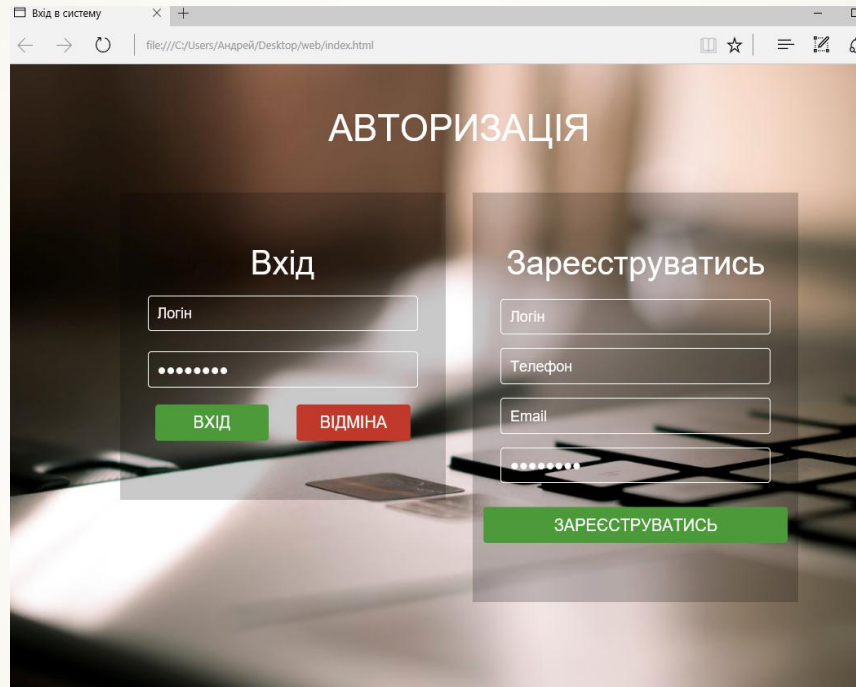 Вхід в систему
file:///C:/Users/Андрей/Desktop/web/index.html
АВТОРИЗАЦІЯ
Вхід
Логін
ВХІД
ВІДМІНА
Зареєструватись
Логін
Телефон
Email
ЗАРЕЄСТРУВАТИСЬ